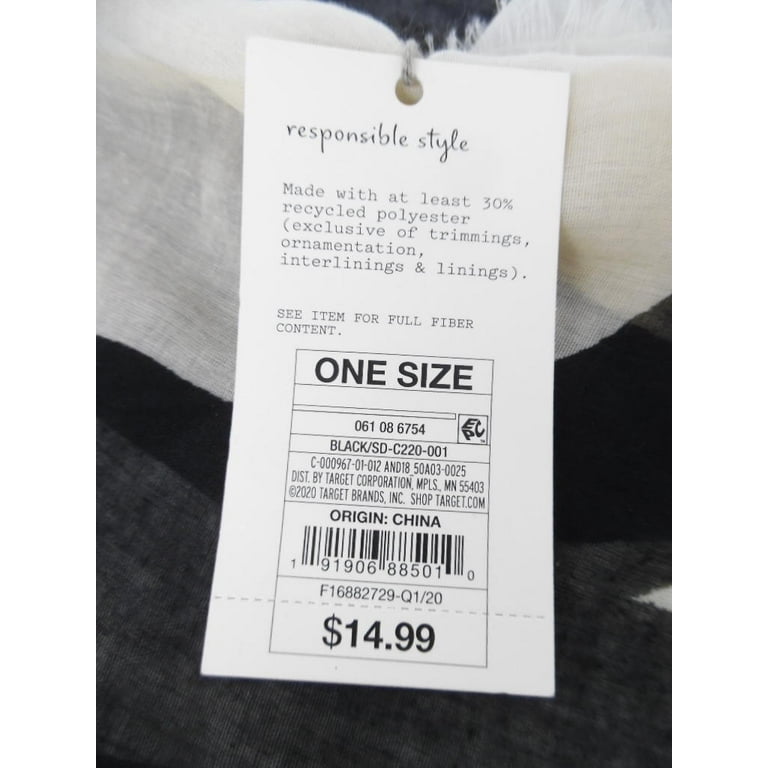 responsible style
Made with at least 30%
recycled polyester
(exclusive of trimmings,
ornamentation,
interlinings & linings).
SEE ITEM FOR FULL FIBER
CONTENT.
ONE SIZE
061 08 6754
EPC™
BLACK/SD-C220-001
C-000967-01-012 AND18_50A03-0025
DIST. BY TARGET CORPORATION, MPLS., MN 55403
©2020 TARGET BRANDS, INC. SHOP TARGET.COM
ORIGIN: CHINA
1 91906 88501 0
F16882729-Q1/20
$14.99